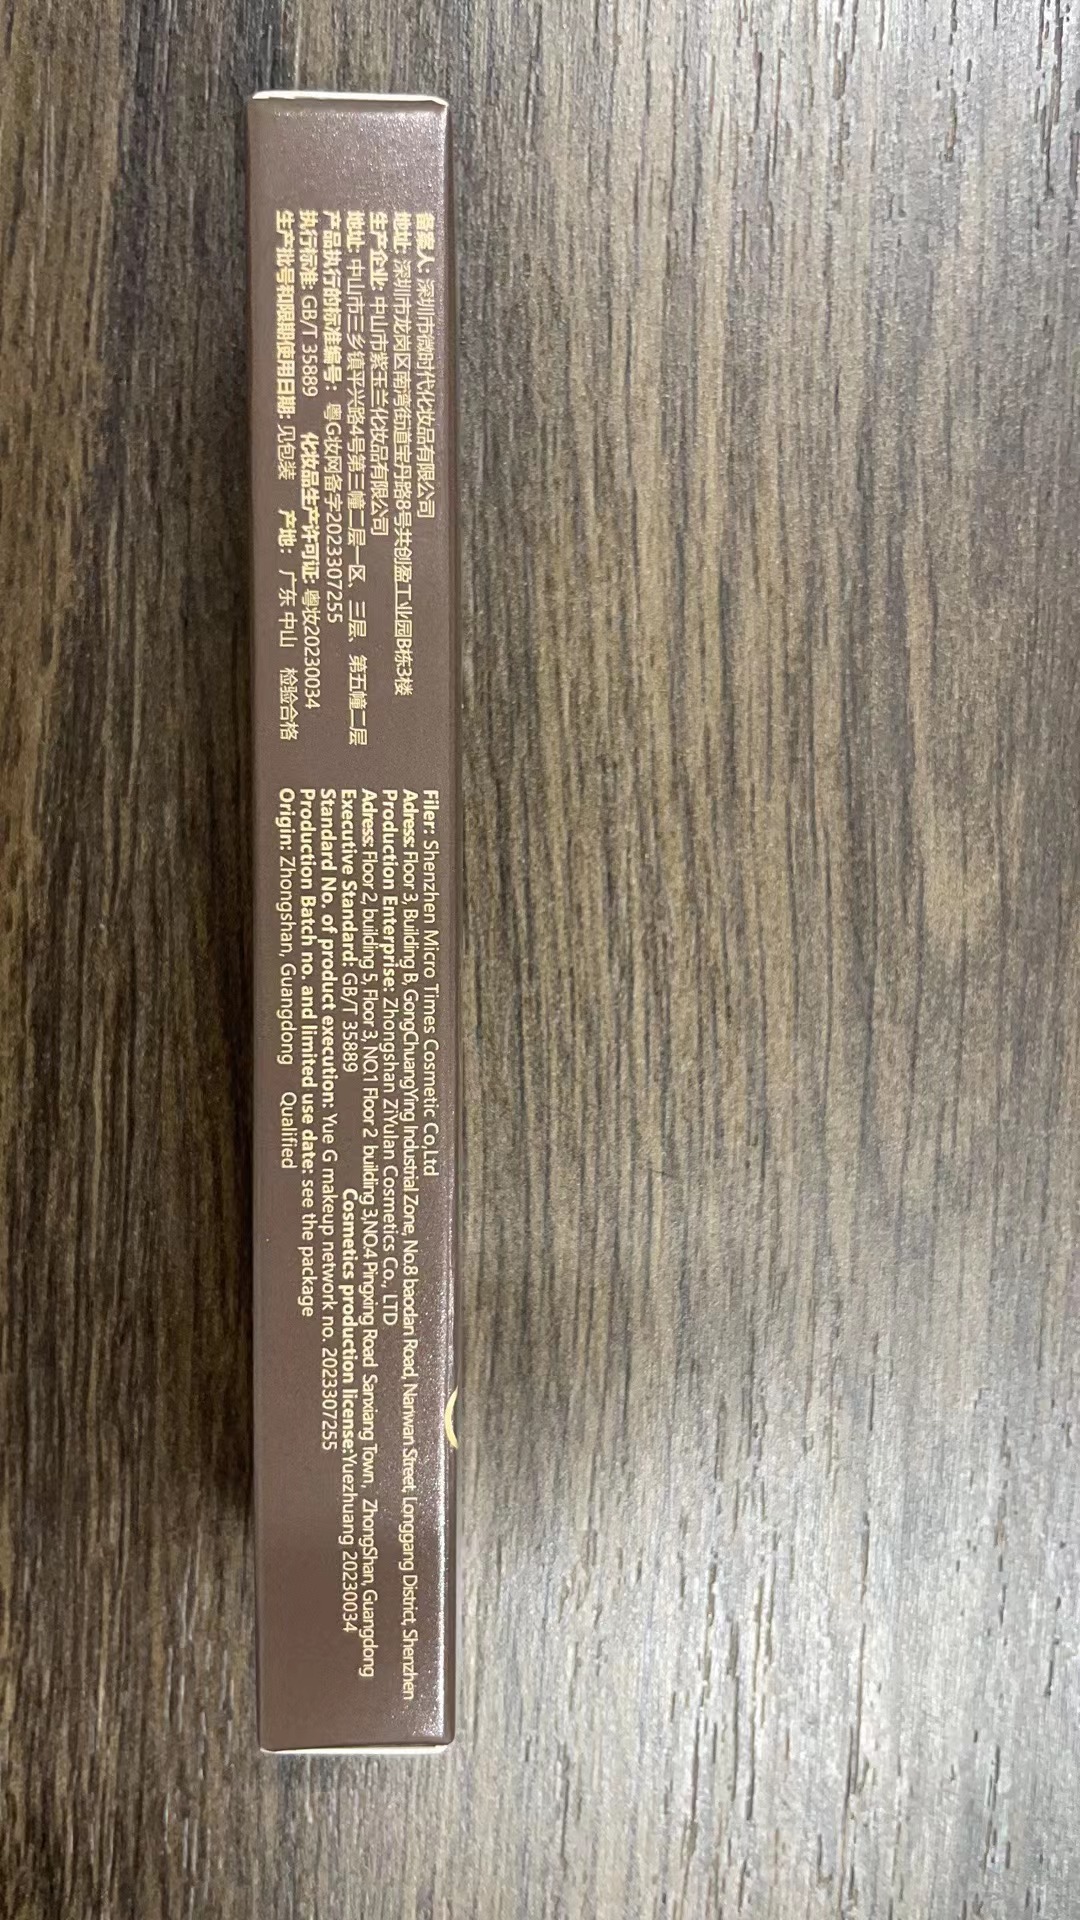 备案人: 深圳市微时代化妆品有限公司
地址: 深圳市龙岗区南湾街道宝丹路8号共创盈工业园B栋3楼
生产企业: 中山市紫玉兰化妆品有限公司
地址: 中山市三乡镇平兴路4号第三幢二层一区、三层、第五幢二层
产品执行的标准编号: 粤G妆网备字2023307255
执行标准: GB/T 35889 化妆品生产许可证: 粤妆20230034
生产批号和限期使用日期: 见包装 产地: 广东 中山 检验合格
Filer: Shenzhen Micro Times Cosmetic Co,Ltd
Adress: Floor 3, Building B, GongChuangYing Industrial Zone, No.8 baodan Road, Nanwan Street, Longgang District, Shenzhen
Production Enterprise: Zhongshan ZiYulan Cosmetics Co., LTD
Adress: Floor 2, building 5, Floor 3, NO.1 Floor 2 building 3,NO.4 Pingxing Road Sanxiang Town, ZhongShan, Guangdong
Executive Standard: GB/T 35889 Cosmetics production license:Yuezhuang 20230034
Standard No. of product execution: Yue G makeup network no. 2023307255
Production Batch no. and limited use date: see the package
Origin: Zhongshan, Guangdong Qualified